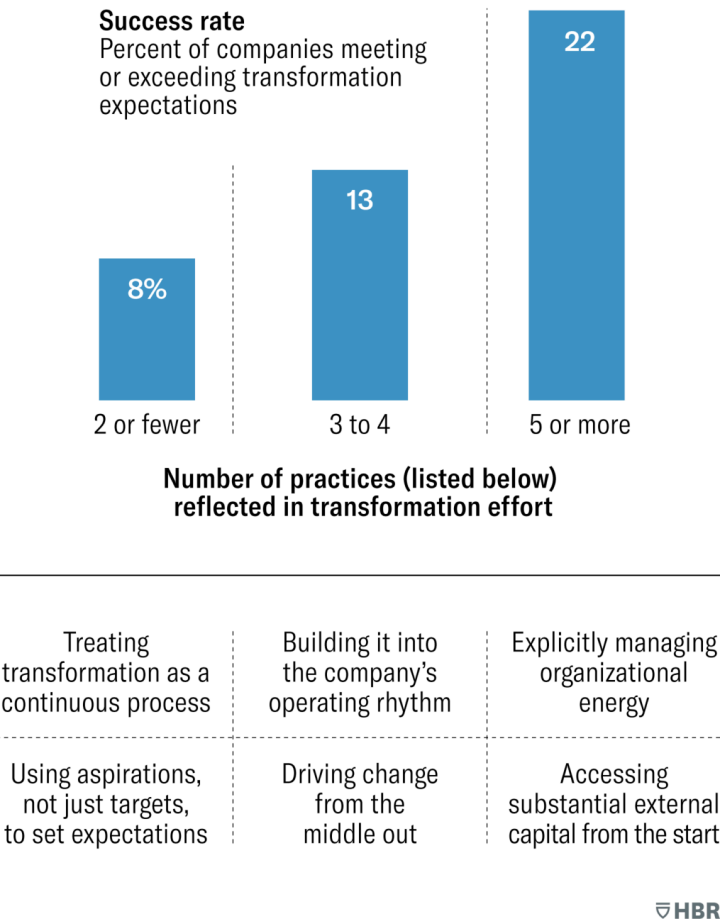 Success rate
Percent of companies meeting
or exceeding transformation
expectations
8%
13
22
2 or fewer
3 to 4
5 or more
Number of practices (listed below)
reflected in transformation effort
Treating
transformation as a
continuous process
Building it into
the company’s
operating rhythm
Explicitly managing
organizational
energy
Using aspirations,
not just targets,
to set expectations
Driving change
from the
middle out
Accessing
substantial external
capital from the start
HBR